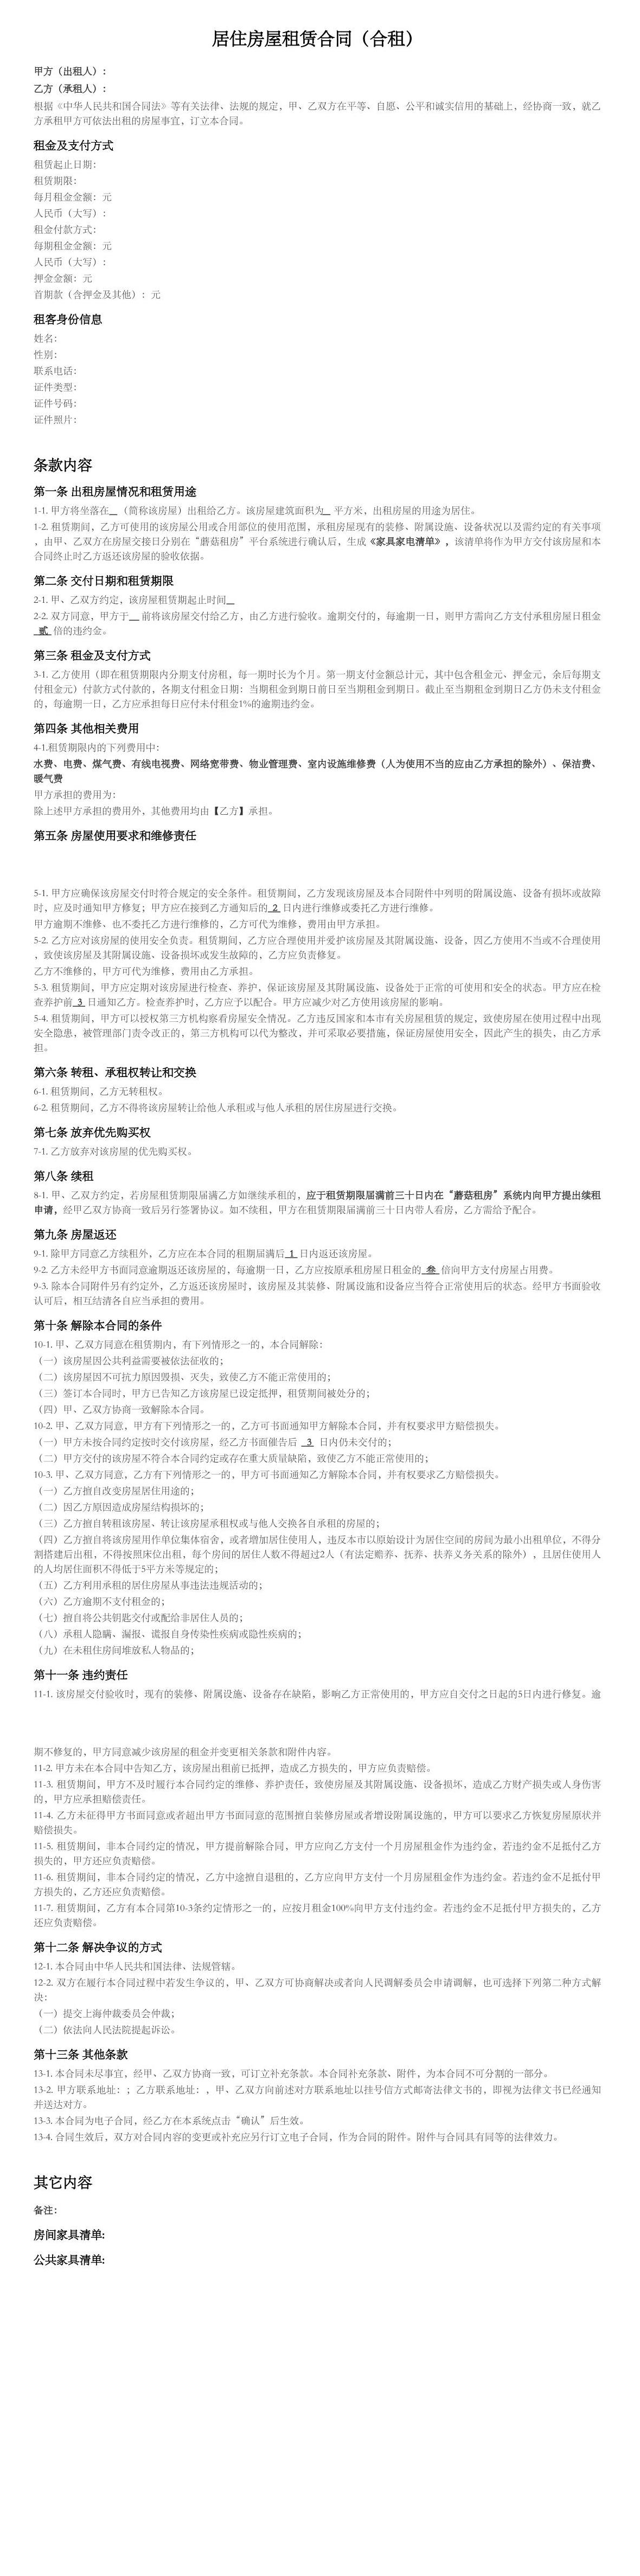 居住房屋租赁合同（合租）
甲方（出租人）：
乙方（承租人）：
根据《中华人民共和国合同法》等有关法律、法规的规定，甲、乙双方在平等、自愿、公平和诚实信用的基础上，经协商一致，就乙
方承租甲方可依法出租的房屋事宜，订立本合同。
租金及支付方式
租赁起止日期：
租赁期限：
每月租金金额：元
人民币（大写）：
租金付款方式：
每期租金金额：元
人民币（大写）：
押金金额：元
首期款（含押金及其他）：元
租客身份信息
姓名：
性别：
联系电话：
证件类型：
证件号码：
证件照片：
条款内容
第一条 出租房屋情况和租赁用途
1-1. 甲方将坐落在__（简称该房屋）出租给乙方。该房屋建筑面积为__ 平方米，出租房屋的用途为居住。
1-2. 租赁期间，乙方可使用的该房屋公用或合用部位的使用范围，承租房屋现有的装修、附属设施、设备状况以及需约定的有关事项
，由甲、乙双方在房屋交接日分别在“蘑菇租房”平台系统进行确认后，生成《家具家电清单》，该清单将作为甲方交付该房屋和本
合同终止时乙方返还该房屋的验收依据。
第二条 交付日期和租赁期限
2-1. 甲、乙双方约定，该房屋租赁期起止时间__
2-2. 双方同意，甲方于__ 前将该房屋交付给乙方，由乙方进行验收。逾期交付的，每逾期一日，则甲方需向乙方支付承租房屋日租金
_贰_倍的违约金。
第三条 租金及支付方式
3-1. 乙方使用（即在租赁期限内分期支付房租，每一期时长为个月。第一期支付金额总计元，其中包含租金元、押金元，余后每期支
付租金元）付款方式付款的，各期支付租金日期：当期租金到期日前日至当期租金到期日。截止至当期租金到期日乙方仍未支付租金
的，每逾期一日，乙方应承担每日应付未付租金1%的逾期违约金。
第四条 其他相关费用
4-1.租赁期限内的下列费用中：
水费、电费、煤气费、有线电视费、网络宽带费、物业管理费、室内设施维修费（人为使用不当的应由乙方承担的除外）、保洁费、
暖气费
甲方承担的费用为：
除上述甲方承担的费用外，其他费用均由【乙方】承担。
第五条 房屋使用要求和维修责任
5-1. 甲方应确保该房屋交付时符合规定的安全条件。租赁期间，乙方发现该房屋及本合同附件中列明的附属设施、设备有损坏或故障
时，应及时通知甲方修复；甲方应在接到乙方通知后的_2_日内进行维修或委托乙方进行维修。
甲方逾期不维修、也不委托乙方进行维修的，乙方可代为维修，费用由甲方承担。
5-2. 乙方应对该房屋的使用安全负责。租赁期间，乙方应合理使用并爱护该房屋及其附属设施、设备，因乙方使用不当或不合理使用
，致使该房屋及其附属设施、设备损坏或发生故障的，乙方应负责修复。
乙方不维修的，甲方可代为维修，费用由乙方承担。
5-3. 租赁期间，甲方应定期对该房屋进行检查、养护，保证该房屋及其附属设施、设备处于正常的可使用和安全的状态。甲方应在检
查养护前_3_日通知乙方。检查养护时，乙方应予以配合。甲方应减少对乙方使用该房屋的影响。
5-4. 租赁期间，甲方可以授权第三方机构察看房屋安全情况。乙方违反国家和本市有关房屋租赁的规定，致使房屋在使用过程中出现
安全隐患，被管理部门责令改正的，第三方机构可以代为整改，并可采取必要措施，保证房屋使用安全，因此产生的损失，由乙方承
担。
第六条 转租、承租权转让和交换
6-1. 租赁期间，乙方无转租权。
6-2. 租赁期间，乙方不得将该房屋转让给他人承租或与他人承租的居住房屋进行交换。
第七条 放弃优先购买权
7-1. 乙方放弃对该房屋的优先购买权。
第八条 续租
8-1. 甲、乙双方约定，若房屋租赁期限届满乙方如继续承租的，应于租赁期限届满前三十日内在“蘑菇租房”系统内向甲方提出续租
申请，经甲乙双方协商一致后另行签署协议。如不续租，甲方在租赁期限届满前三十日内带人看房，乙方需给予配合。
第九条 房屋返还
9-1. 除甲方同意乙方续租外，乙方应在本合同的租期届满后_1_日内返还该房屋。
9-2. 乙方未经甲方书面同意逾期返还该房屋的，每逾期一日，乙方应按原承租房屋日租金的_叁_倍向甲方支付房屋占用费。
9-3. 除本合同附件另有约定外，乙方返还该房屋时，该房屋及其装修、附属设施和设备应当符合正常使用后的状态。经甲方书面验收
认可后，相互结清各自应当承担的费用。
第十条 解除本合同的条件
10-1. 甲、乙双方同意在租赁期内，有下列情形之一的，本合同解除：
（一）该房屋因公共利益需要被依法征收的；
（二）该房屋因不可抗力原因毁损、灭失，致使乙方不能正常使用的；
（三）签订本合同时，甲方已告知乙方该房屋已设定抵押，租赁期间被处分的；
（四）甲、乙双方协商一致解除本合同。
10-2. 甲、乙双方同意，甲方有下列情形之一的，乙方可书面通知甲方解除本合同，并有权要求甲方赔偿损失。
（一）甲方未按合同约定按时交付该房屋，经乙方书面催告后 _3_ 日内仍未交付的；
（二）甲方交付的该房屋不符合本合同约定或存在重大质量缺陷，致使乙方不能正常使用的；
10-3. 甲、乙双方同意，乙方有下列情形之一的，甲方可书面通知乙方解除本合同，并有权要求乙方赔偿损失。
（一）乙方擅自改变房屋居住用途的；
（二）因乙方原因造成房屋结构损坏的；
（三）乙方擅自转租该房屋、转让该房屋承租权或与他人交换各自承租的房屋的；
（四）乙方擅自将该房屋用作单位集体宿舍，或者增加居住使用人，违反本市以原始设计为居住空间的房间为最小出租单位，不得分
割搭建后出租，不得按照床位出租，每个房间的居住人数不得超过2人（有法定赡养、抚养、扶养义务关系的除外），且居住使用人
的人均居住面积不得低于5平方米等规定的；
（五）乙方利用承租的居住房屋从事违法违规活动的；
（六）乙方逾期不支付租金的；
（七）擅自将公共钥匙交付或配给非居住人员的；
（八）承租人隐瞒、漏报、谎报自身传染性疾病或隐性疾病的；
（九）在未租住房间堆放私人物品的；
第十一条 违约责任
11-1. 该房屋交付验收时，现有的装修、附属设施、设备存在缺陷，影响乙方正常使用的，甲方应自交付之日起的5日内进行修复。逾
期不修复的，甲方同意减少该房屋的租金并变更相关条款和附件内容。
11-2. 甲方未在本合同中告知乙方，该房屋出租前已抵押，造成乙方损失的，甲方应负责赔偿。
11-3. 租赁期间，甲方不及时履行本合同约定的维修、养护责任，致使房屋及其附属设施、设备损坏，造成乙方财产损失或人身伤害
的，甲方应承担赔偿责任。
11-4. 乙方未征得甲方书面同意或者超出甲方书面同意的范围擅自装修房屋或者增设附属设施的，甲方可以要求乙方恢复房屋原状并
赔偿损失。
11-5. 租赁期间，非本合同约定的情况，甲方提前解除合同，甲方应向乙方支付一个月房屋租金作为违约金，若违约金不足抵付乙方
损失的，甲方还应负责赔偿。
11-6. 租赁期间，非本合同约定的情况，乙方中途擅自退租的，乙方应向甲方支付一个月房屋租金作为违约金。若违约金不足抵付甲
方损失的，乙方还应负责赔偿。
11-7. 租赁期间，乙方有本合同第10-3条约定情形之一的，应按月租金100%向甲方支付违约金。若违约金不足抵付甲方损失的，乙方
还应负责赔偿。
第十二条 解决争议的方式
12-1. 本合同由中华人民共和国法律、法规管辖。
12-2. 双方在履行本合同过程中若发生争议的，甲、乙双方可协商解决或者向人民调解委员会申请调解，也可选择下列第二种方式解
决：
（一）提交上海仲裁委员会仲裁；
（二）依法向人民法院提起诉讼。
第十三条 其他条款
13-1. 本合同未尽事宜，经甲、乙双方协商一致，可订立补充条款。本合同补充条款、附件，为本合同不可分割的一部分。
13-2. 甲方联系地址：；乙方联系地址：，甲、乙双方向前述对方联系地址以挂号信方式邮寄法律文书的，即视为法律文书已经通知
并送达对方。
13-3. 本合同为电子合同，经乙方在本系统点击“确认”后生效。
13-4. 合同生效后，双方对合同内容的变更或补充应另行订立电子合同，作为合同的附件。附件与合同具有同等的法律效力。
其它内容
备注：
房间家具清单:
公共家具清单: